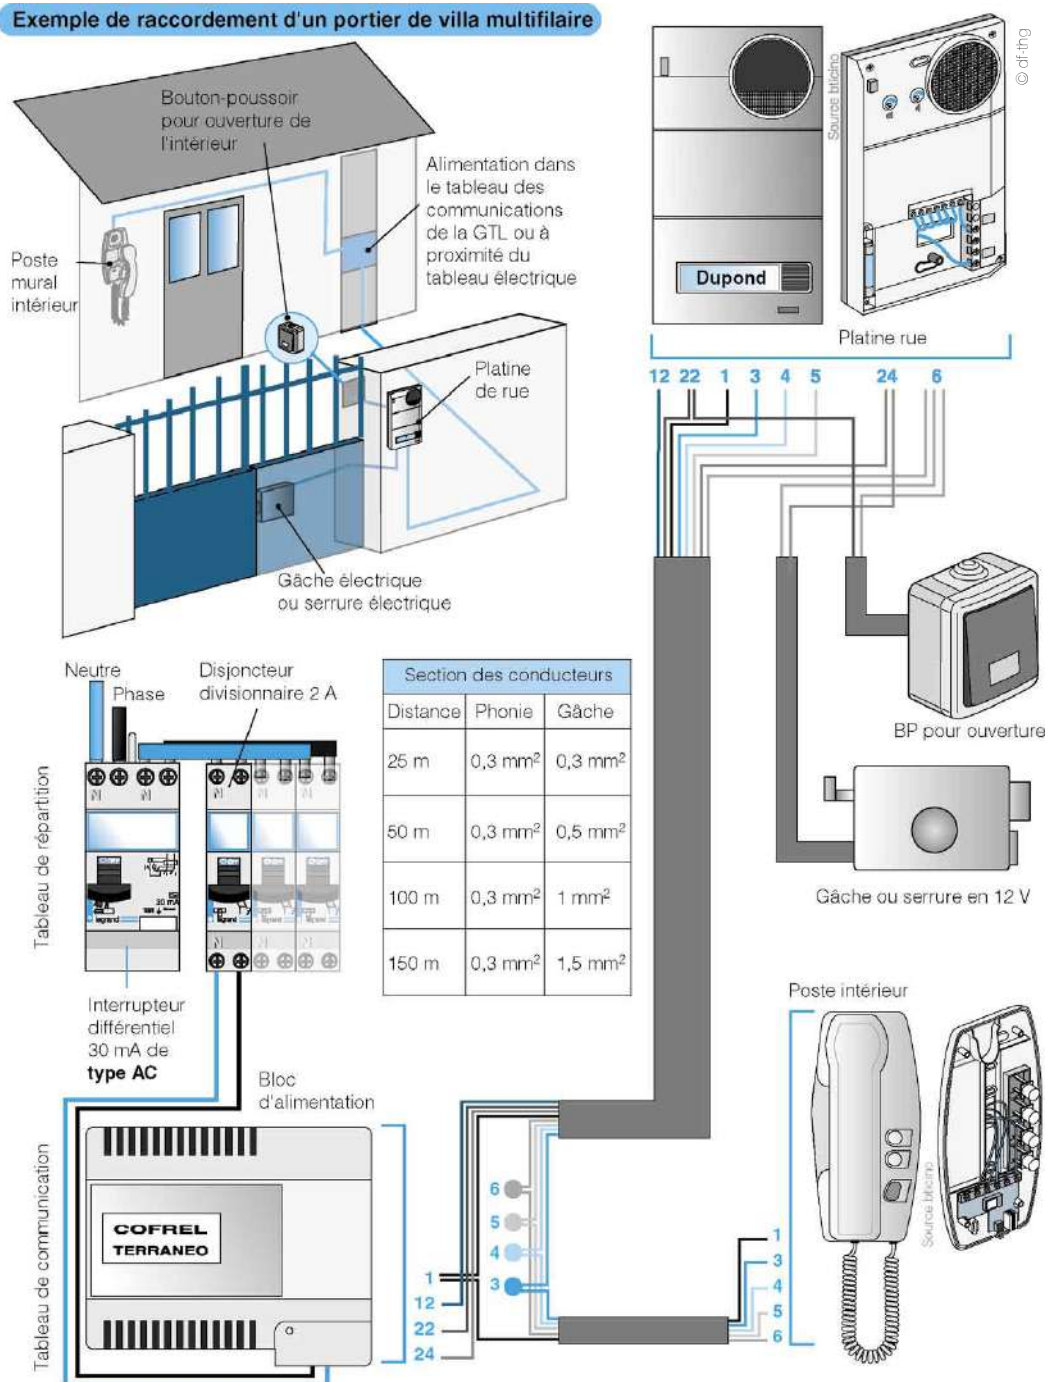 Exemple de raccordement d'un portier de villa multifilaire
Bouton-poussoir
pour ouverture de
l'intérieur
Alimentation dans
le tableau des
communications
de la GTL ou à
proximité du
tableau électrique
Poste
mural
intérieur
Platine
de rue
Gâche électrique
ou serrure électrique
Source bticino
© df-thg
Dupond
Platine rue
12 22 1 3 4 5 24 6
BP pour ouverture
Gâche ou serrure en 12 V
Neutre
Phase
Disjoncteur
divisionnaire 2 A
Tableau de répartition
N
N
N
30 mA
legrand
legrand
Interrupteur
différentiel
30 mA de
type AC
Section des conducteurs
Distance Phonie Gâche
25 m 0,3 mm² 0,3 mm²
50 m 0,3 mm² 0,5 mm²
100 m 0,3 mm² 1 mm²
150 m 0,3 mm² 1,5 mm²
Bloc
d'alimentation
Tableau de communication
COFREL
TERRANEO
6
5
4
3
1
12
22
24
Poste intérieur
Source bticino
1
3
4
5
6